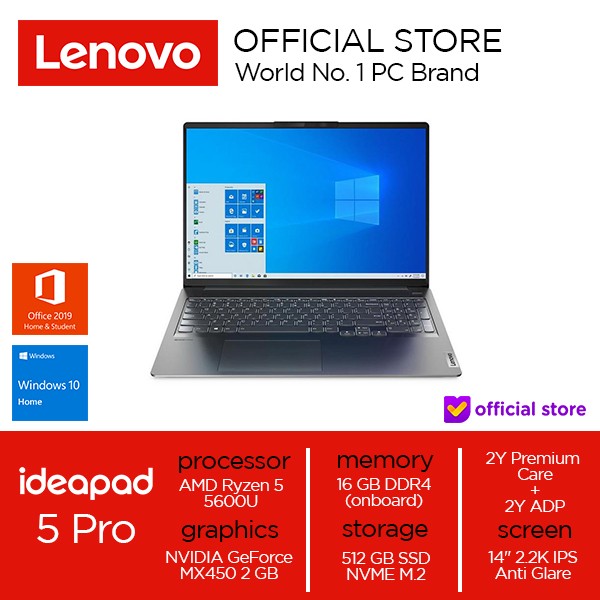 Lenovo
OFFICIAL STORE
World No. 1 PC Brand
Office 2019
Home & Student
Windows
Windows 10
Home
Lenovo
official store
ideapad
5 Pro
processor
AMD Ryzen 5
5600U
graphics
NVIDIA GeForce
MX450 2 GB
memory
16 GB DDR4
(onboard)
storage
512 GB SSD
NVME M.2
2Y Premium
Care
+
2Y ADP
screen
14" 2.2K IPS
Anti Glare